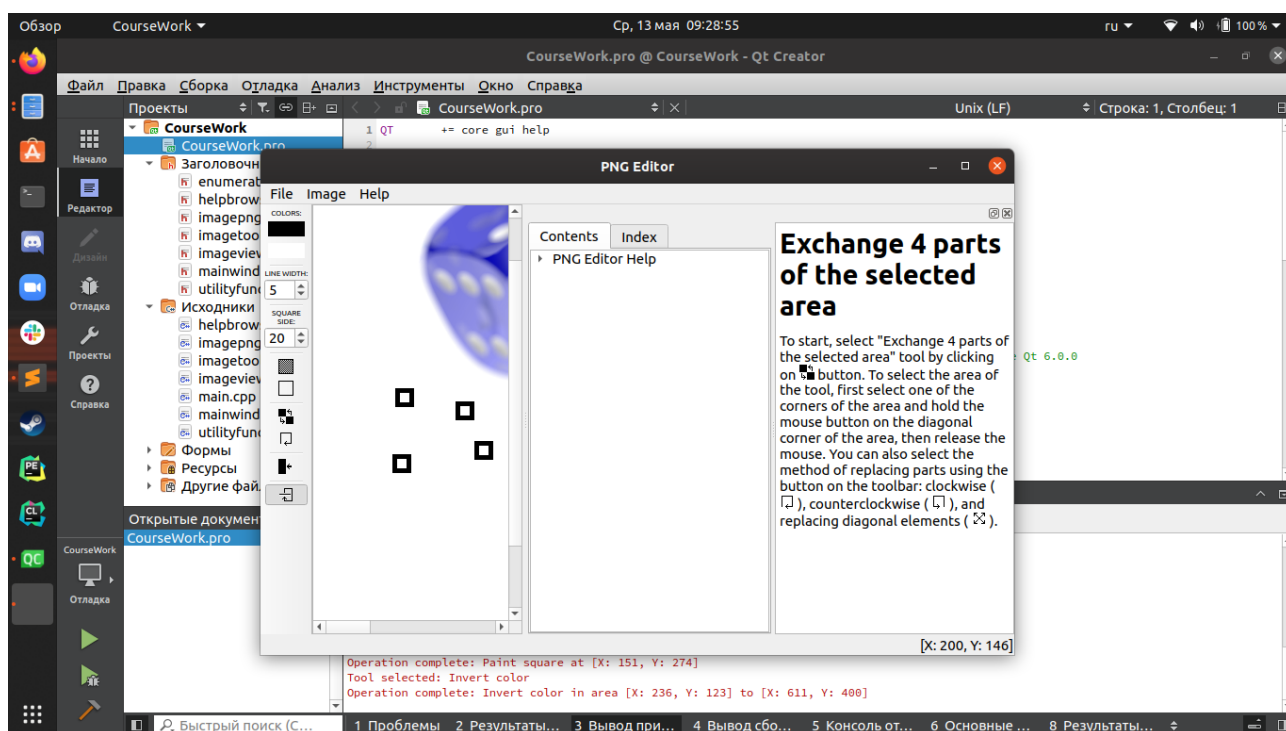 Обзор
CourseWork
Ср, 13 мая 09:28:55
ru
100 %
CourseWork.pro @ CourseWork - Qt Creator
Файл Правка Сборка Отладка Анализ Инструменты Окно Справка
Проекты
CourseWork.pro
Unix (LF)
Строка: 1, Столбец: 1
Начало
Редактор
Дизайн
Отладка
Проекты
Справка
CourseWork
Отладка
CourseWork
CourseWork.pro
Заголовочн
enumerat
helpbrow
imagepng
imagetoo
imageview
mainwind
utilityfun
Исходники
helpbrow
imagepng
imagetoo
imageview
main.cpp
mainwind
utilityfun
Формы
Ресурсы
Другие фай
Открытые докумен
CourseWork.pro
1 QT += core gui help
2
Qt 6.0.0
PNG Editor
File Image Help
COLORS:
LINE WIDTH:
5
SQUARE SIDE:
20
Contents
Index
PNG Editor Help
Exchange 4 parts
of the selected
area
To start, select "Exchange 4 parts of
the selected area" tool by clicking
on button. To select the area of
the tool, first select one of the
corners of the area and hold the
mouse button on the diagonal
corner of the area, then release the
mouse. You can also select the
method of replacing parts using the
button on the toolbar: clockwise (
), counterclockwise ( ), and
replacing diagonal elements ( ).
[X: 200, Y: 146]
Operation complete: Paint square at [X: 151, Y: 274]
Tool selected: Invert color
Operation complete: Invert color in area [X: 236, Y: 123] to [X: 611, Y: 400]
Быстрый поиск (C...
1 Проблемы
2 Результаты...
3 Вывод при...
4 Вывод сбо...
5 Консоль от...
6 Основные ...
8 Результаты...